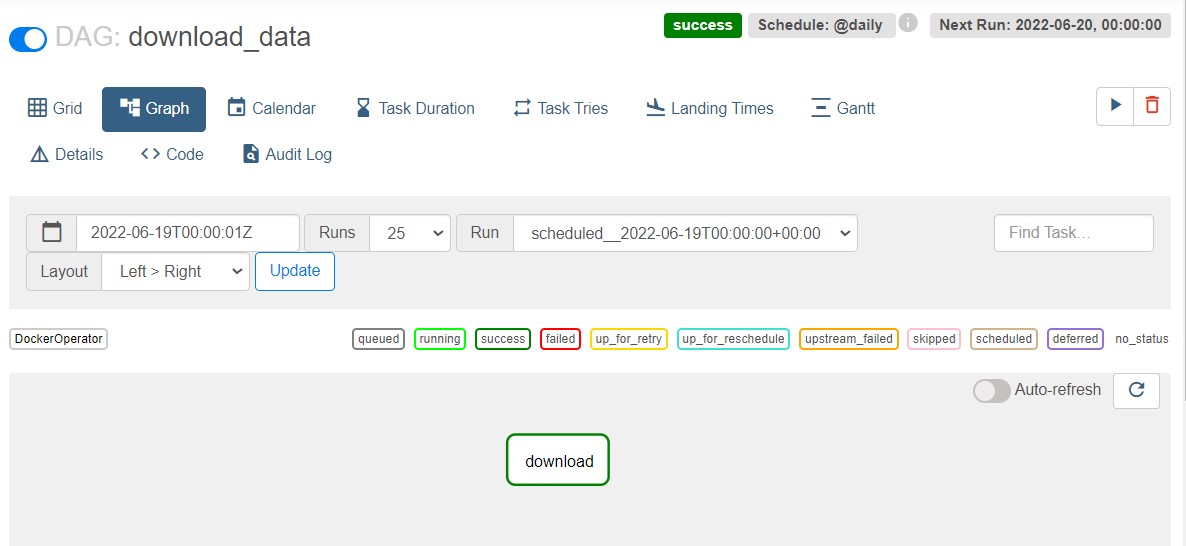 DAG: download_data
success Schedule: @daily Next Run: 2022-06-20, 00:00:00
Grid Graph Calendar Task Duration Task Tries Landing Times Gantt
Details Code Audit Log
2022-06-19T00:00:01Z Runs 25 Run scheduled__2022-06-19T00:00:00+00:00 Find Task...
Layout Left > Right Update
DockerOperator queued running success failed up_for_retry up_for_reschedule upstream_failed skipped scheduled deferred no_status
Auto-refresh
download